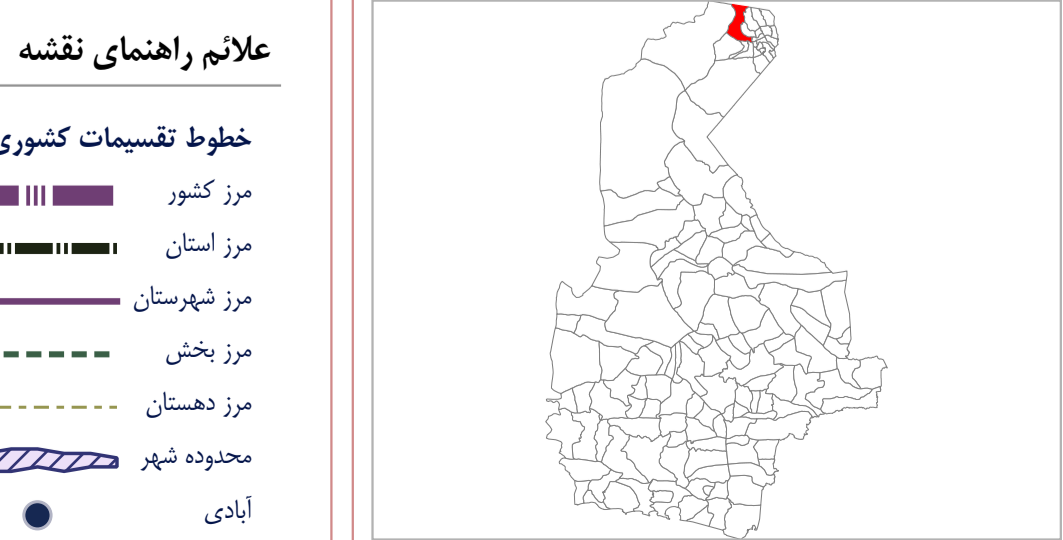 علائم راهنمای نقشه
خطوط تقسیمات کشوری
مرز کشور
مرز استان
مرز شهرستان
مرز بخش
مرز دهستان
محدوده شهر
آبادی